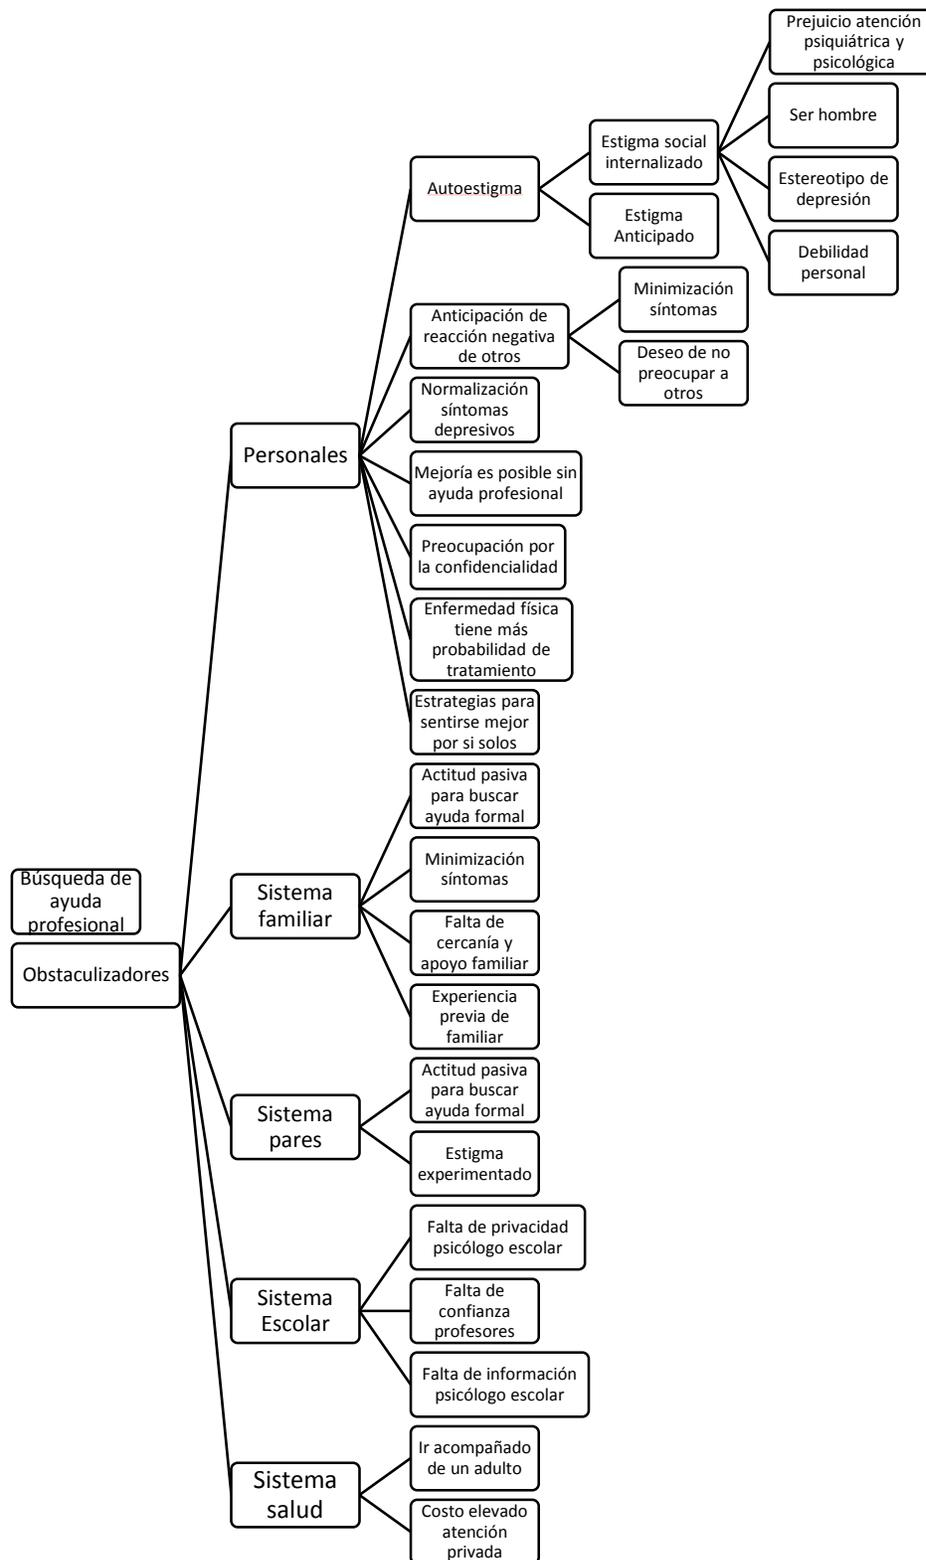 Búsqueda de
ayuda
profesional
Obstaculizadores
Personales
Autoestigma
Estigma social
internalizado
Prejuicio atención
psiquiátrica y
psicológica
Ser hombre
Estereotipo de
depresión
Debilidad
personal
Estigma
Anticipado
Anticipación de
reacción negativa
de otros
Minimización
síntomas
Deseo de no
preocupar a
otros
Normalización
síntomas
depresivos
Mejoría es posible sin
ayuda profesional
Preocupación por
la confidencialidad
Enfermedad física
tiene más
probabilidad de
tratamiento
Estrategias para
sentirse mejor
por si solos
Sistema
familiar
Actitud pasiva
para buscar
ayuda formal
Minimización
síntomas
Falta de
cercanía y
apoyo familiar
Experiencia
previa de
familiar
Sistema
pares
Actitud pasiva
para buscar
ayuda formal
Estigma
experimentado
Sistema
Escolar
Falta de privacidad
psicólogo escolar
Falta de
confianza
profesores
Falta de información
psicólogo escolar
Sistema
salud
Ir acompañado
de un adulto
Costo elevado
atención
privada